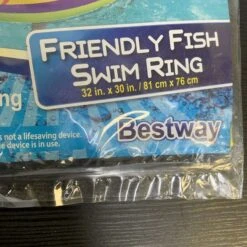 FRIENDLY FISH
SWIM RING
32 in. x 30 in. / 81 cm x 76 cm
ng
is not a lifesaving device.
e device is in use.
Bestway